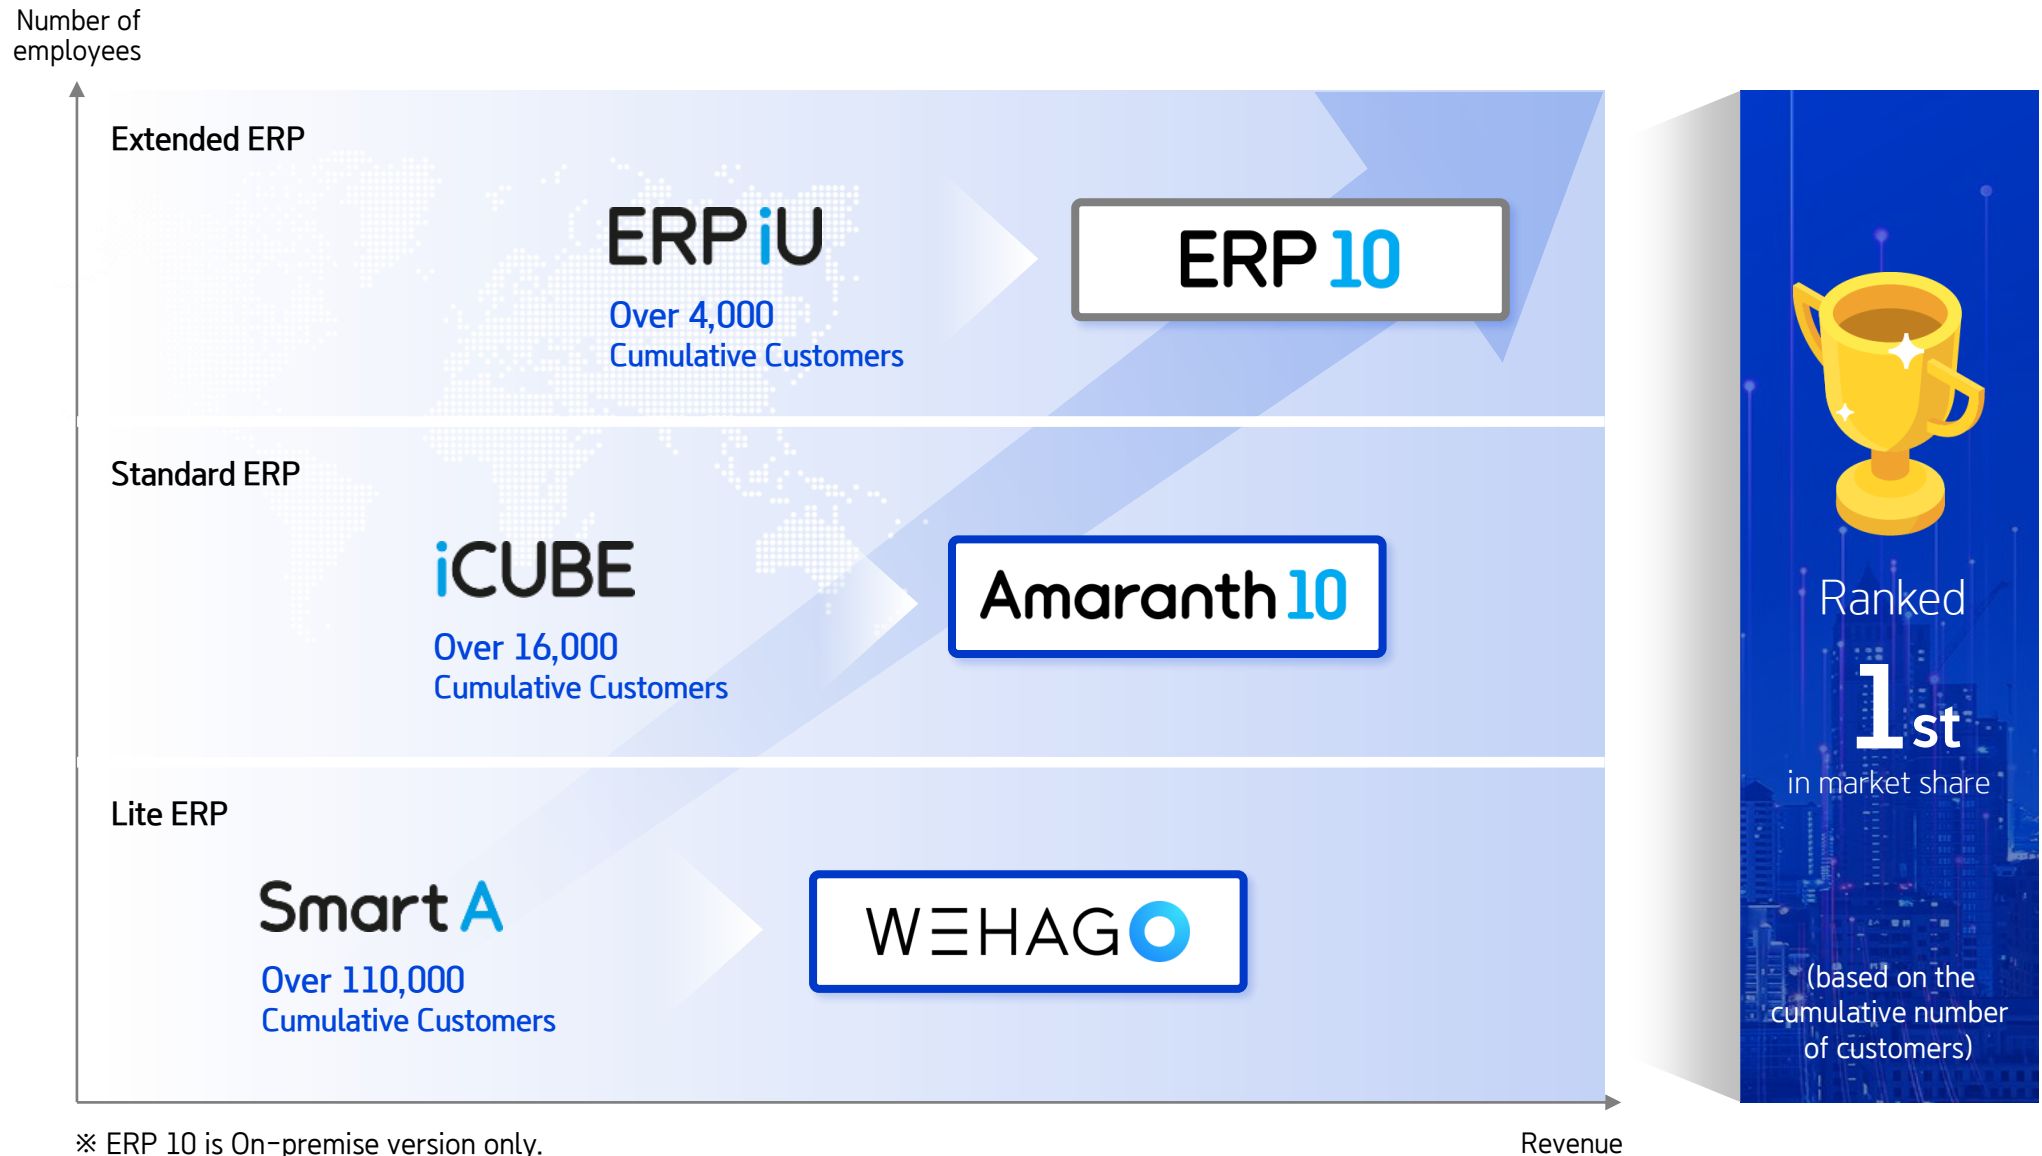 Number of
employees
Extended ERP
ERP iU
Over 4,000
Cumulative Customers
ERP 10
Standard ERP
iCUBE
Over 16,000
Cumulative Customers
Amaranth 10
Lite ERP
Smart A
Over 110,000
Cumulative Customers
WEHAGO
Revenue
※ ERP 10 is On-premise version only.
Ranked
1st
in market share
(based on the
cumulative number
of customers)